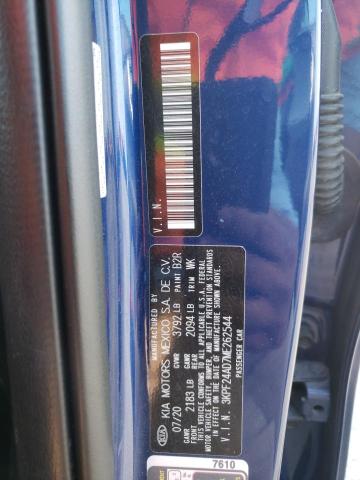 V.I.N.
KIA KIA MOTORS MEXICO S.A. DE C.V.
07/20 GVWR 3792 LB PAINT B2R
GAWR FRONT 2183 LB GAWR REAR 2094 LB TRIM WK
THIS VEHICLE CONFORMS TO ALL APPLICABLE U.S.A. FEDERAL
MOTOR VEHICLE SAFETY, BUMPER, AND THEFT PREVENTION STANDARDS
IN EFFECT ON THE DATE OF MANUFACTURE SHOWN ABOVE.
V.I.N. 3KPF24AD7ME262544
PASSENGER CAR
7610